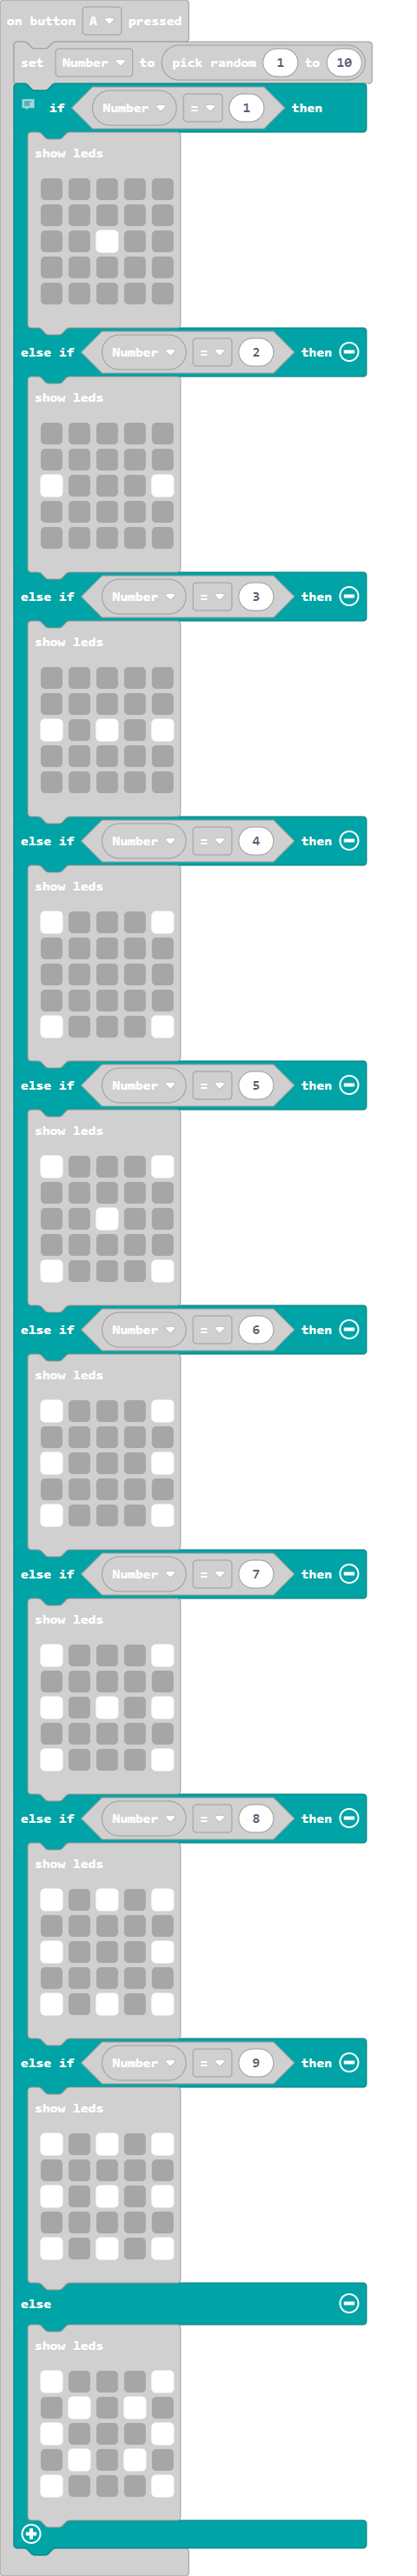 on button A pressed
set Number to pick random 1 to 10
if Number = 1 then
show leds
else if Number = 2 then
show leds
else if Number = 3 then
show leds
else if Number = 4 then
show leds
else if Number = 5 then
show leds
else if Number = 6 then
show leds
else if Number = 7 then
show leds
else if Number = 8 then
show leds
else if Number = 9 then
show leds
else
show leds